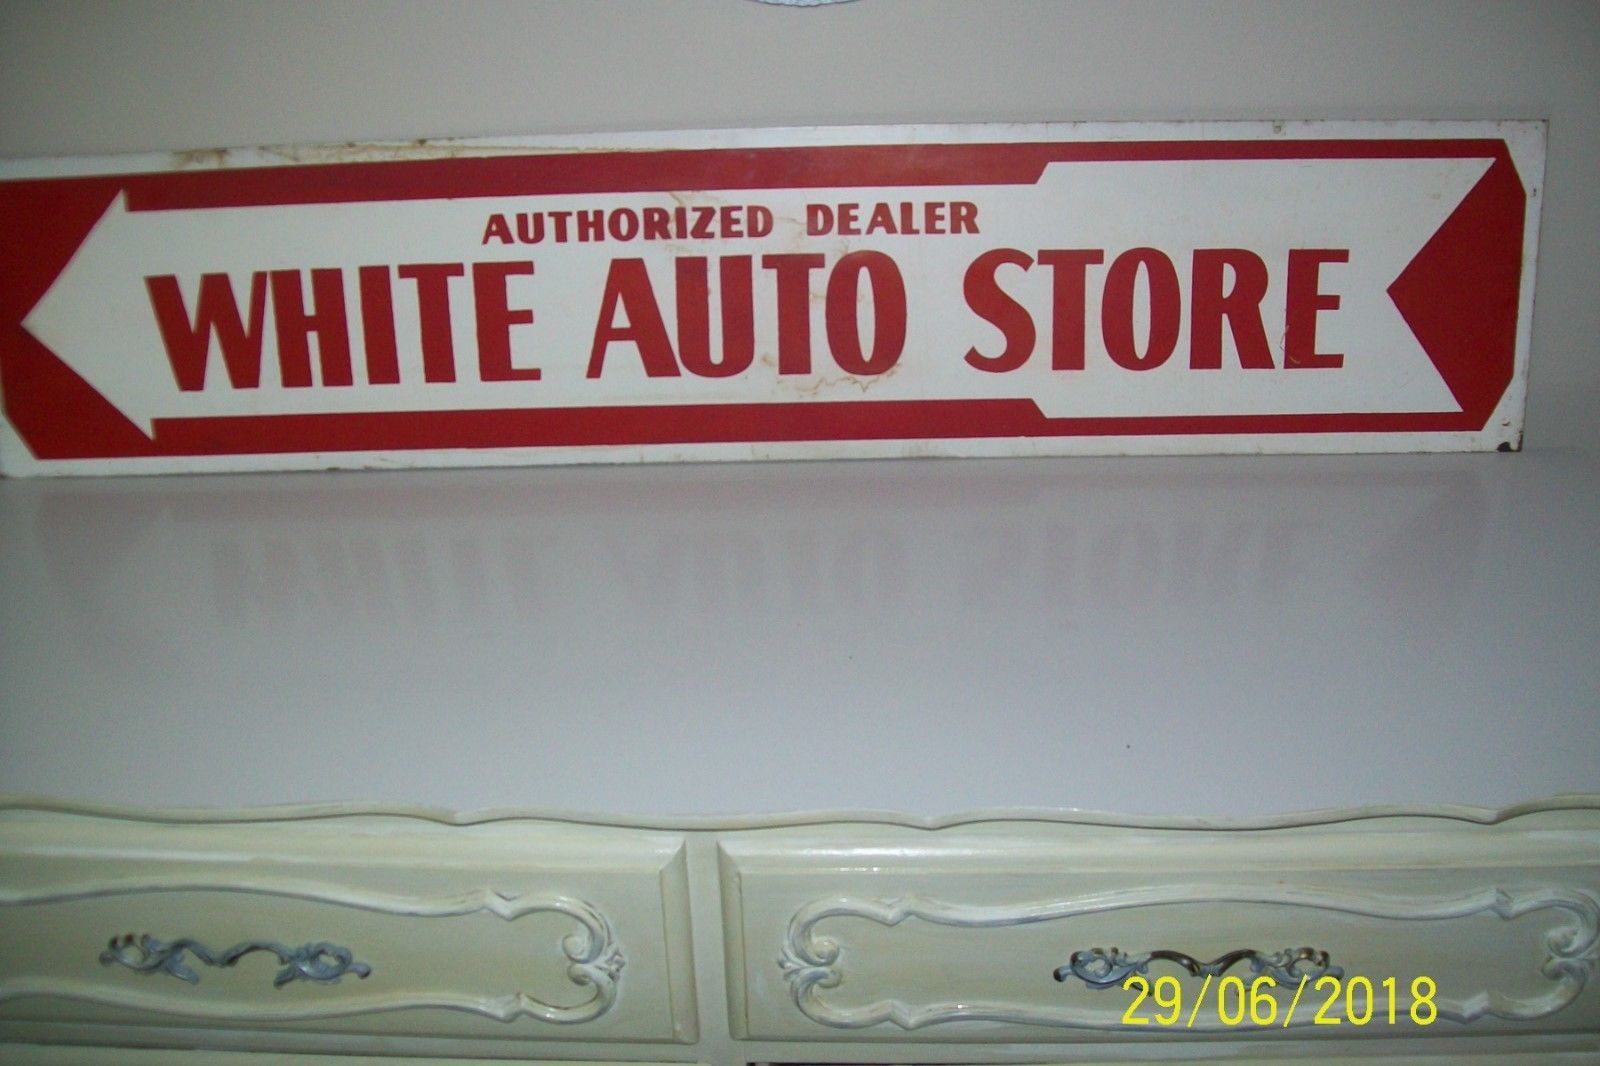 AUTHORIZED DEALER
WHITE AUTO STORE
29/06/2018